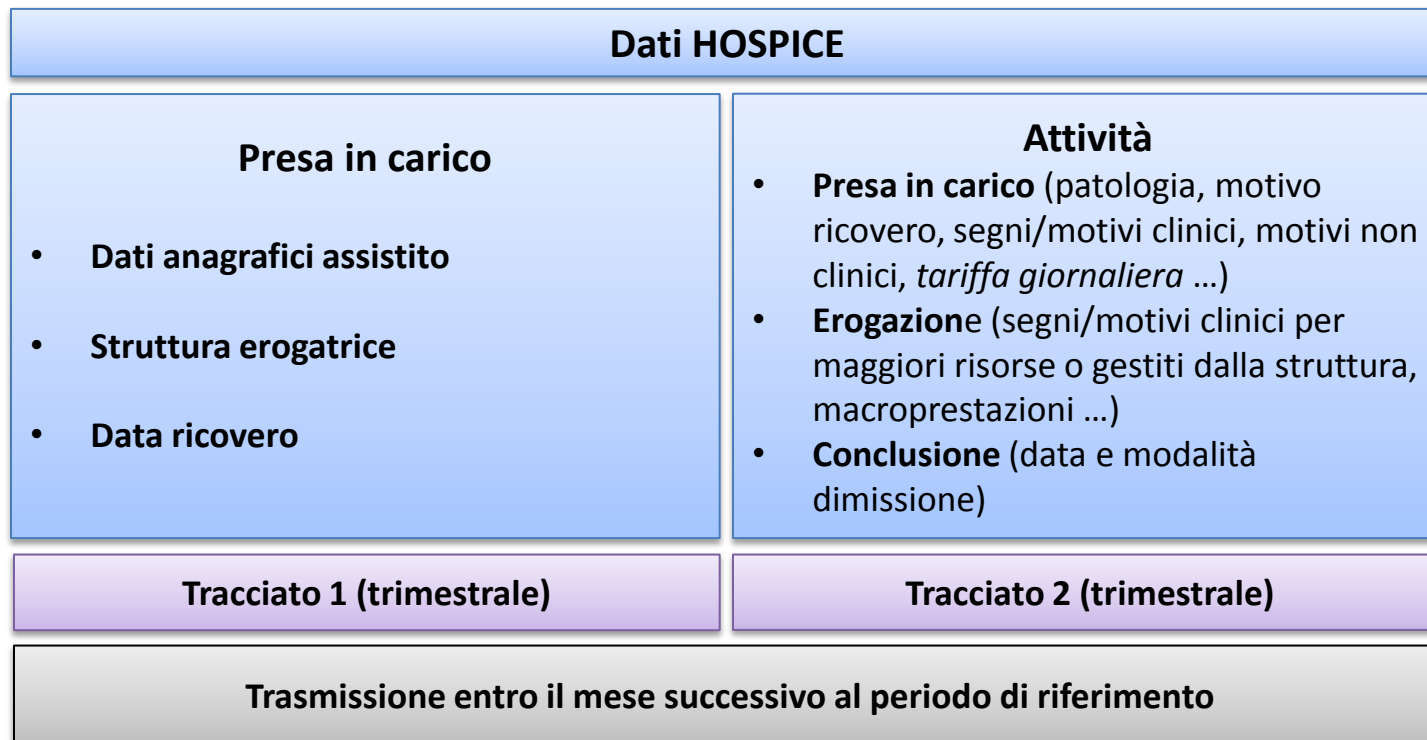 Dati HOSPICE
Presa in carico
• Dati anagrafici assistito
• Struttura erogatrice
• Data ricovero
Attività
• Presa in carico (patologia, motivo
ricovero, segni/motivi clinici, motivi non
clinici, tariffa giornaliera ...)
• Erogazione (segni/motivi clinici per
maggiori risorse o gestiti dalla struttura,
macroprestazioni ...)
• Conclusione (data e modalità
dimissione)
Tracciato 1 (trimestrale)
Tracciato 2 (trimestrale)
Trasmissione entro il mese successivo al periodo di riferimento